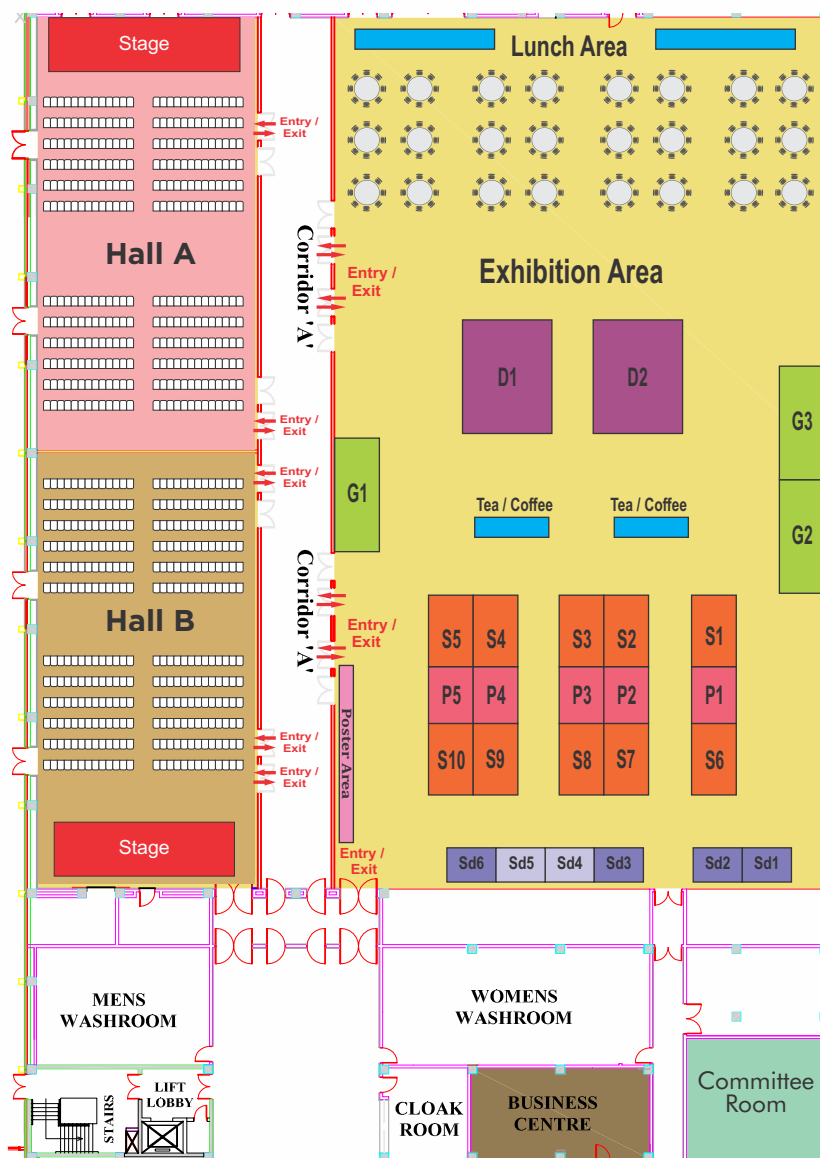 Stage
Lunch Area
Entry /
Exit
Hall A
Corridor 'A'
Entry /
Exit
Exhibition Area
D1
D2
G3
Entry /
Exit
Entry /
Exit
G1
Tea / Coffee
Tea / Coffee
G2
Hall B
Corridor 'A'
Entry /
Exit
S5
S4
S3
S2
S1
P5
P4
P3
P2
P1
Poster Area
Entry /
Exit
Entry /
Exit
S10
S9
S8
S7
S6
Stage
Entry /
Exit
Sd6
Sd5
Sd4
Sd3
Sd2
Sd1
MENS
WASHROOM
WOMENS
WASHROOM
STAIRS
LIFT
LOBBY
CLOAK
ROOM
BUSINESS
CENTRE
Committee
Room